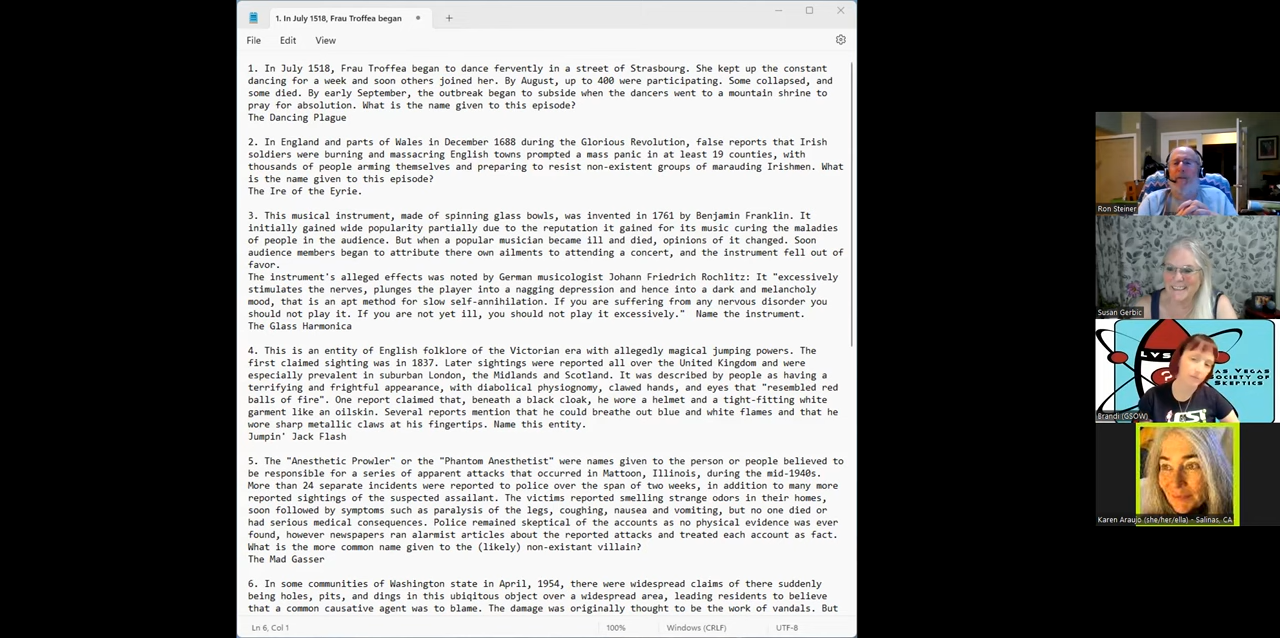 1. In July 1518, Frau Troffea began
File
Edit
View
1. In July 1518, Frau Troffea began to dance fervently in a street of Strasbourg. She kept up the constant
dancing for a week and soon others joined her. By August, up to 400 were participating. Some collapsed, and
some died. By early September, the outbreak began to subside when the dancers went to a mountain shrine to
pray for absolution. What is the name given to this episode?
The Dancing Plague
2. In England and parts of Wales in December 1688 during the Glorious Revolution, false reports that Irish
soldiers were burning and massacring English towns prompted a mass panic in at least 19 counties, with
thousands of people arming themselves and preparing to resist non-existent groups of marauding Irishmen. What
is the name given to this episode?
The Ire of the Eyrie.
3. This musical instrument, made of spinning glass bowls, was invented in 1761 by Benjamin Franklin. It
initially gained wide popularity partially due to the reputation it gained for its music curing the maladies
of people in the audience. But when a popular musician became ill and died, opinions of it changed. Soon
audience members began to attribute there own ailments to attending a concert, and the instrument fell out of
favor.
The instrument's alleged effects was noted by German musicologist Johann Friedrich Rochlitz: It "excessively
stimulates the nerves, plunges the player into a nagging depression and hence into a dark and melancholy
mood, that is an apt method for slow self-annihilation. If you are suffering from any nervous disorder you
should not play it. If you are not yet ill, you should not play it excessively." Name the instrument.
The Glass Harmonica
4. This is an entity of English folklore of the Victorian era with allegedly magical jumping powers. The
first claimed sighting was in 1837. Later sightings were reported all over the United Kingdom and were
especially prevalent in suburban London, the Midlands and Scotland. It was described by people as having a
terrifying and frightful appearance, with diabolical physiognomy, clawed hands, and eyes that "resembled red
balls of fire". One report claimed that, beneath a black cloak, he wore a helmet and a tight-fitting white
garment like an oilskin. Several reports mention that he could breathe out blue and white flames and that he
wore sharp metallic claws at his fingertips. Name this entity.
Jumpin' Jack Flash
5. The "Anesthetic Prowler" or the "Phantom Anesthetist" were names given to the person or people believed to
be responsible for a series of apparent attacks that occurred in Mattoon, Illinois, during the mid-1940s.
More than 24 separate incidents were reported to police over the span of two weeks, in addition to many more
reported sightings of the suspected assailant. The victims reported smelling strange odors in their homes,
soon followed by symptoms such as paralysis of the legs, coughing, nausea and vomiting, but no one died or
had serious medical consequences. Police remained skeptical of the accounts as no physical evidence was ever
found, however newspapers ran alarmist articles about the reported attacks and treated each account as fact.
What is the more common name given to the (likely) non-existant villain?
The Mad Gasser
6. In some communities of Washington state in April, 1954, there were widespread claims of there suddenly
being holes, pits, and dings in this ubiqitous object over a widespread area, leading residents to believe
that a common causative agent was to blame. The damage was originally thought to be the work of vandals. But
Ln 6, Col 1
100%
Windows (CRLF)
UTF-8
Ron Steiner
Susan Gerbic
LVS
AS VEGAS
SOCIETY OF
SKEPTICS
Brandi (GSOW)
Karen Araujo (she/her/ella) - Salinas, CA